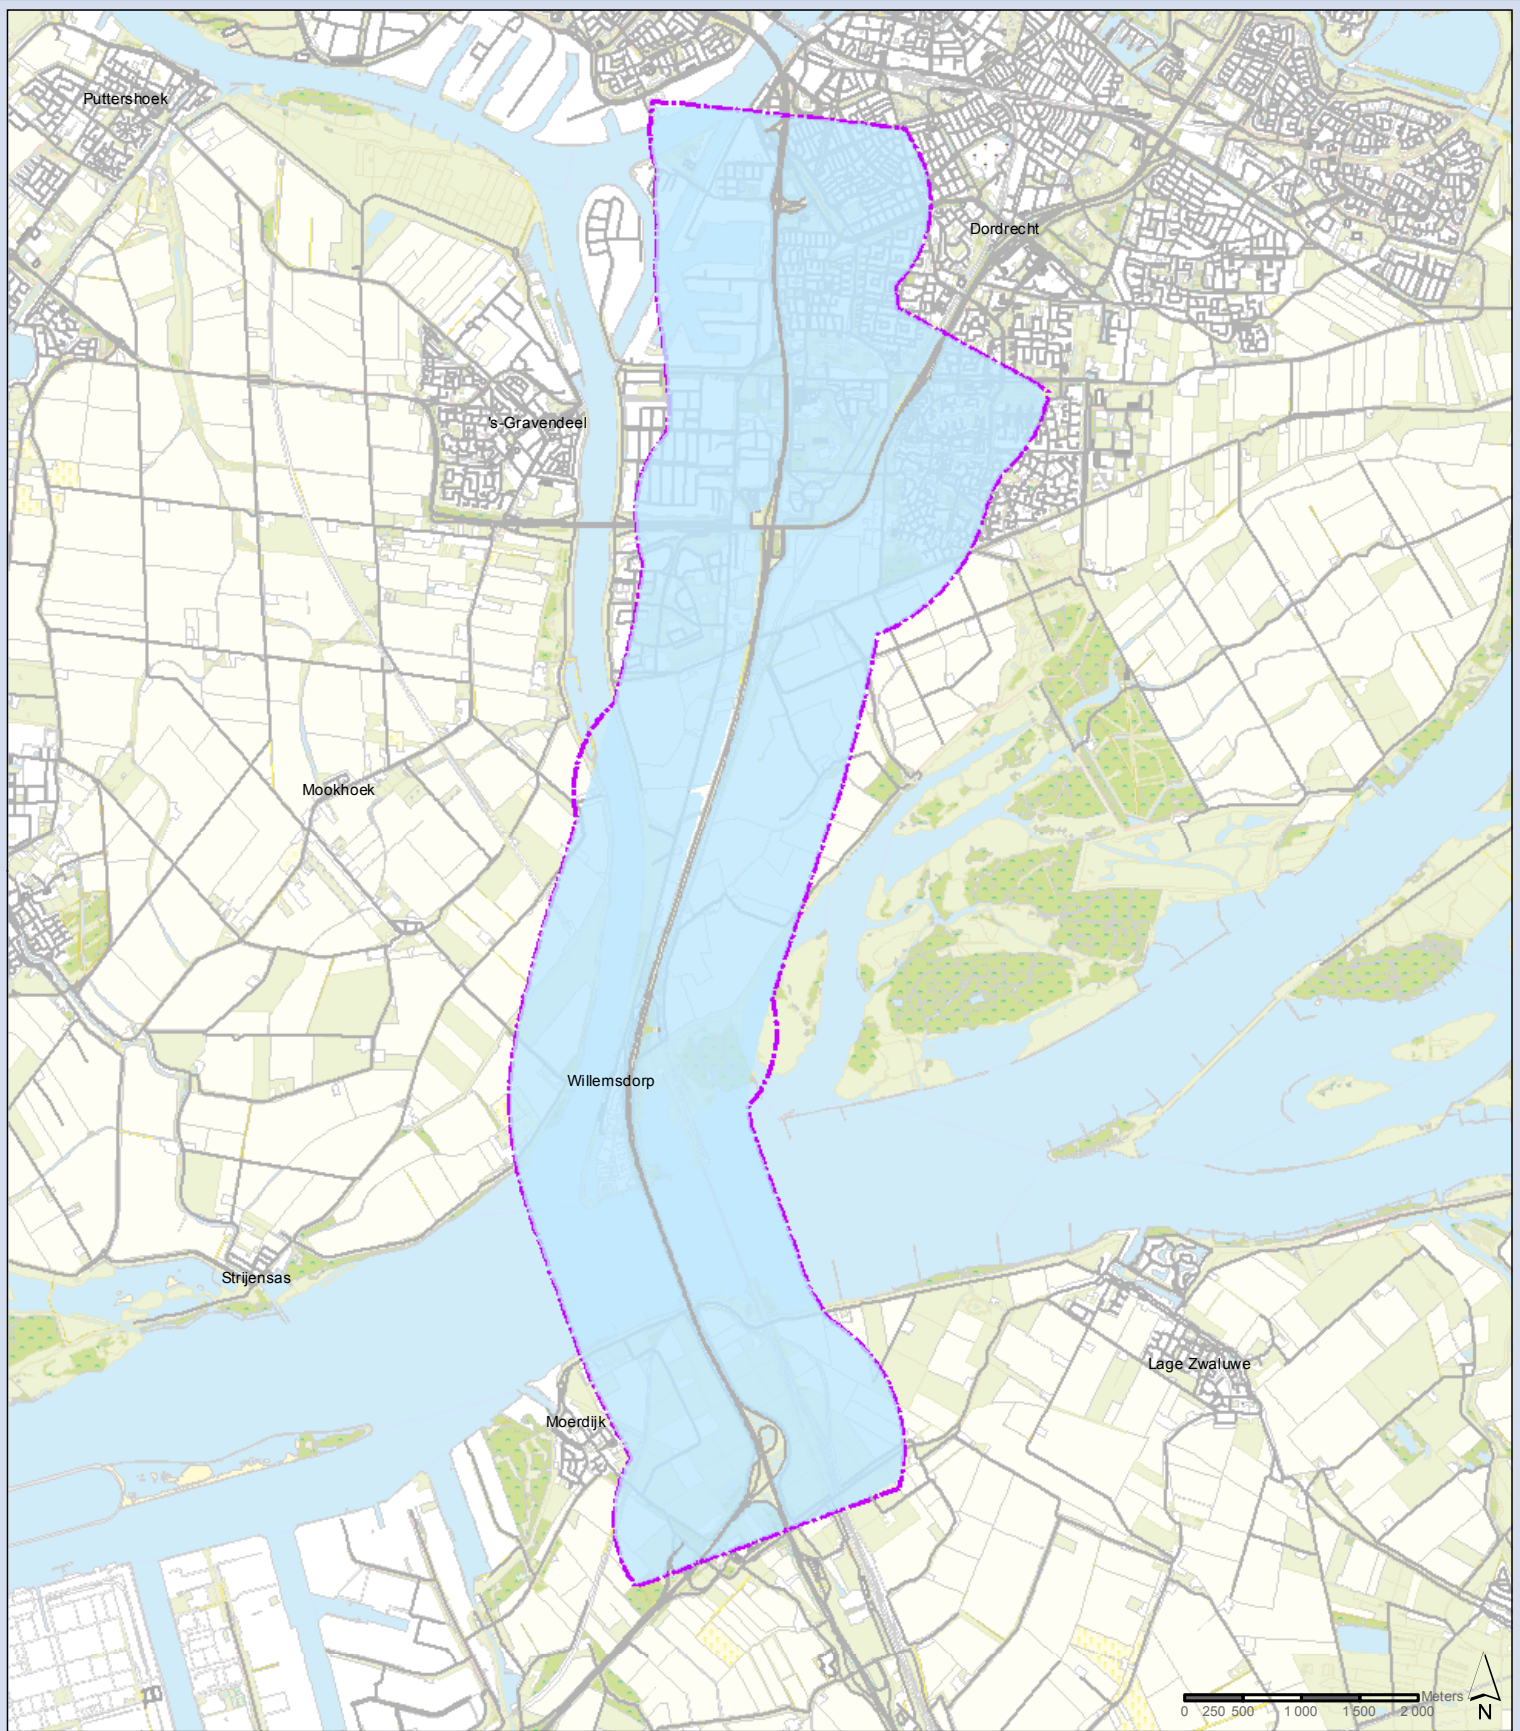 Puttershoek
Dordrecht
's-Gravendeel
Mookhoek
Willemsdorp
Strijensas
Lage Zwaluwe
Moerdijk
Meters
0 250 500 1 000 1 500 2 000
N